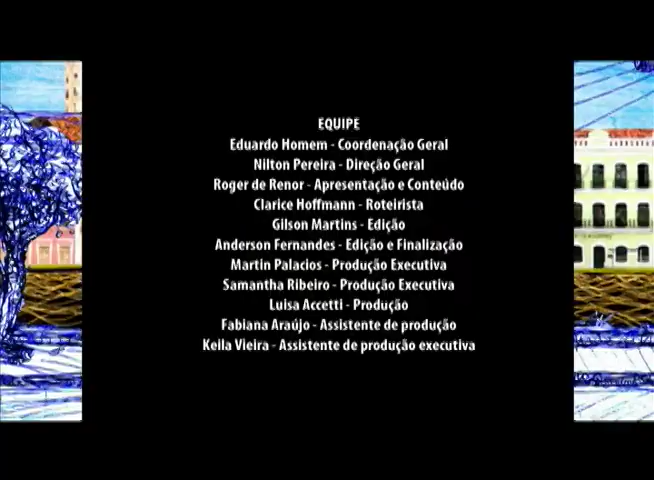 EQUIPE
Eduardo Homem - Coordenação Geral
Nilton Pereira - Direção Geral
Roger de Renor - Apresentação e Conteúdo
Clarice Hoffmann - Roteirista
Gilson Martins - Edição
Anderson Fernandes - Edição e Finalização
Martin Palacios - Produção Executiva
Samantha Ribeiro - Produção Executiva
Luisa Accetti - Produção
Fabiana Araújo - Assistente de produção
Keila Vieira - Assistente de produção executiva